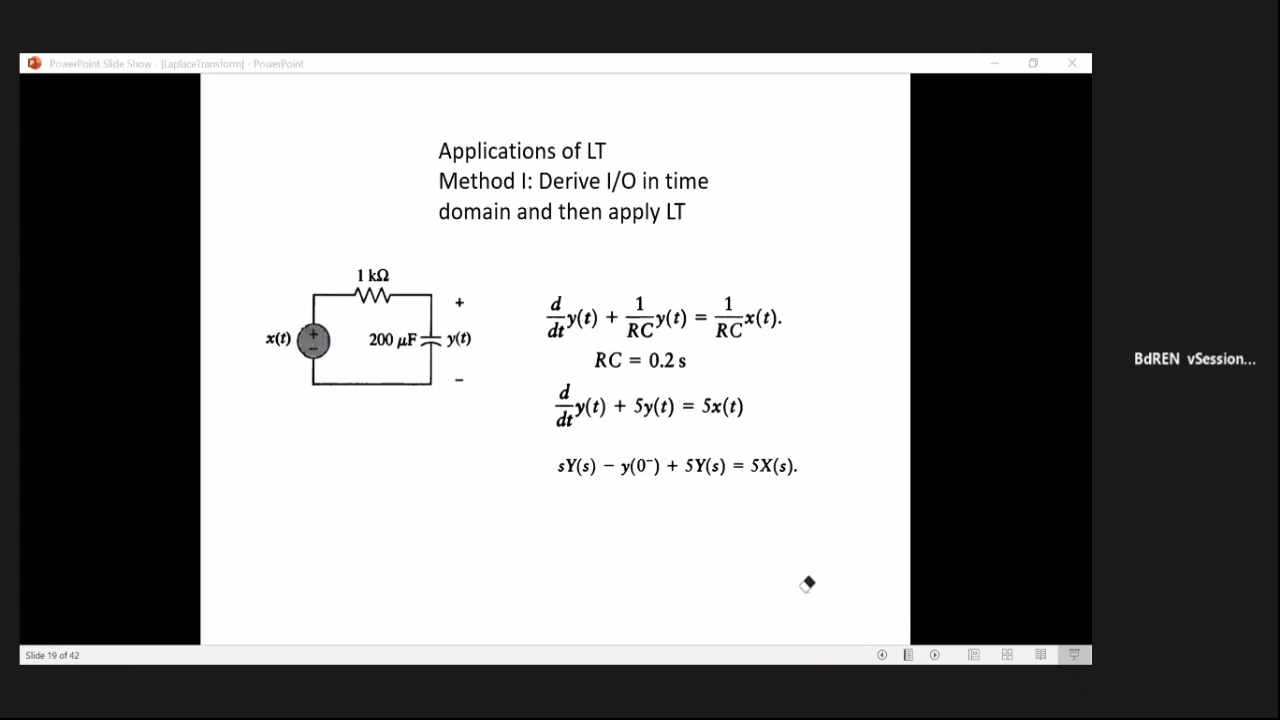 PowerPoint Slide Show - [LaplaceTransform] - PowerPoint
Applications of LT
Method I: Derive I/O in time
domain and then apply LT
1 kΩ
x(t)
+
−
200 μF
+
y(t)
−
d/dt y(t) + 1/RC y(t) = 1/RC x(t).
RC = 0.2 s
d/dt y(t) + 5y(t) = 5x(t)
sY(s) − y(0⁻) + 5Y(s) = 5X(s).
BdREN vSession...
Slide 19 of 42